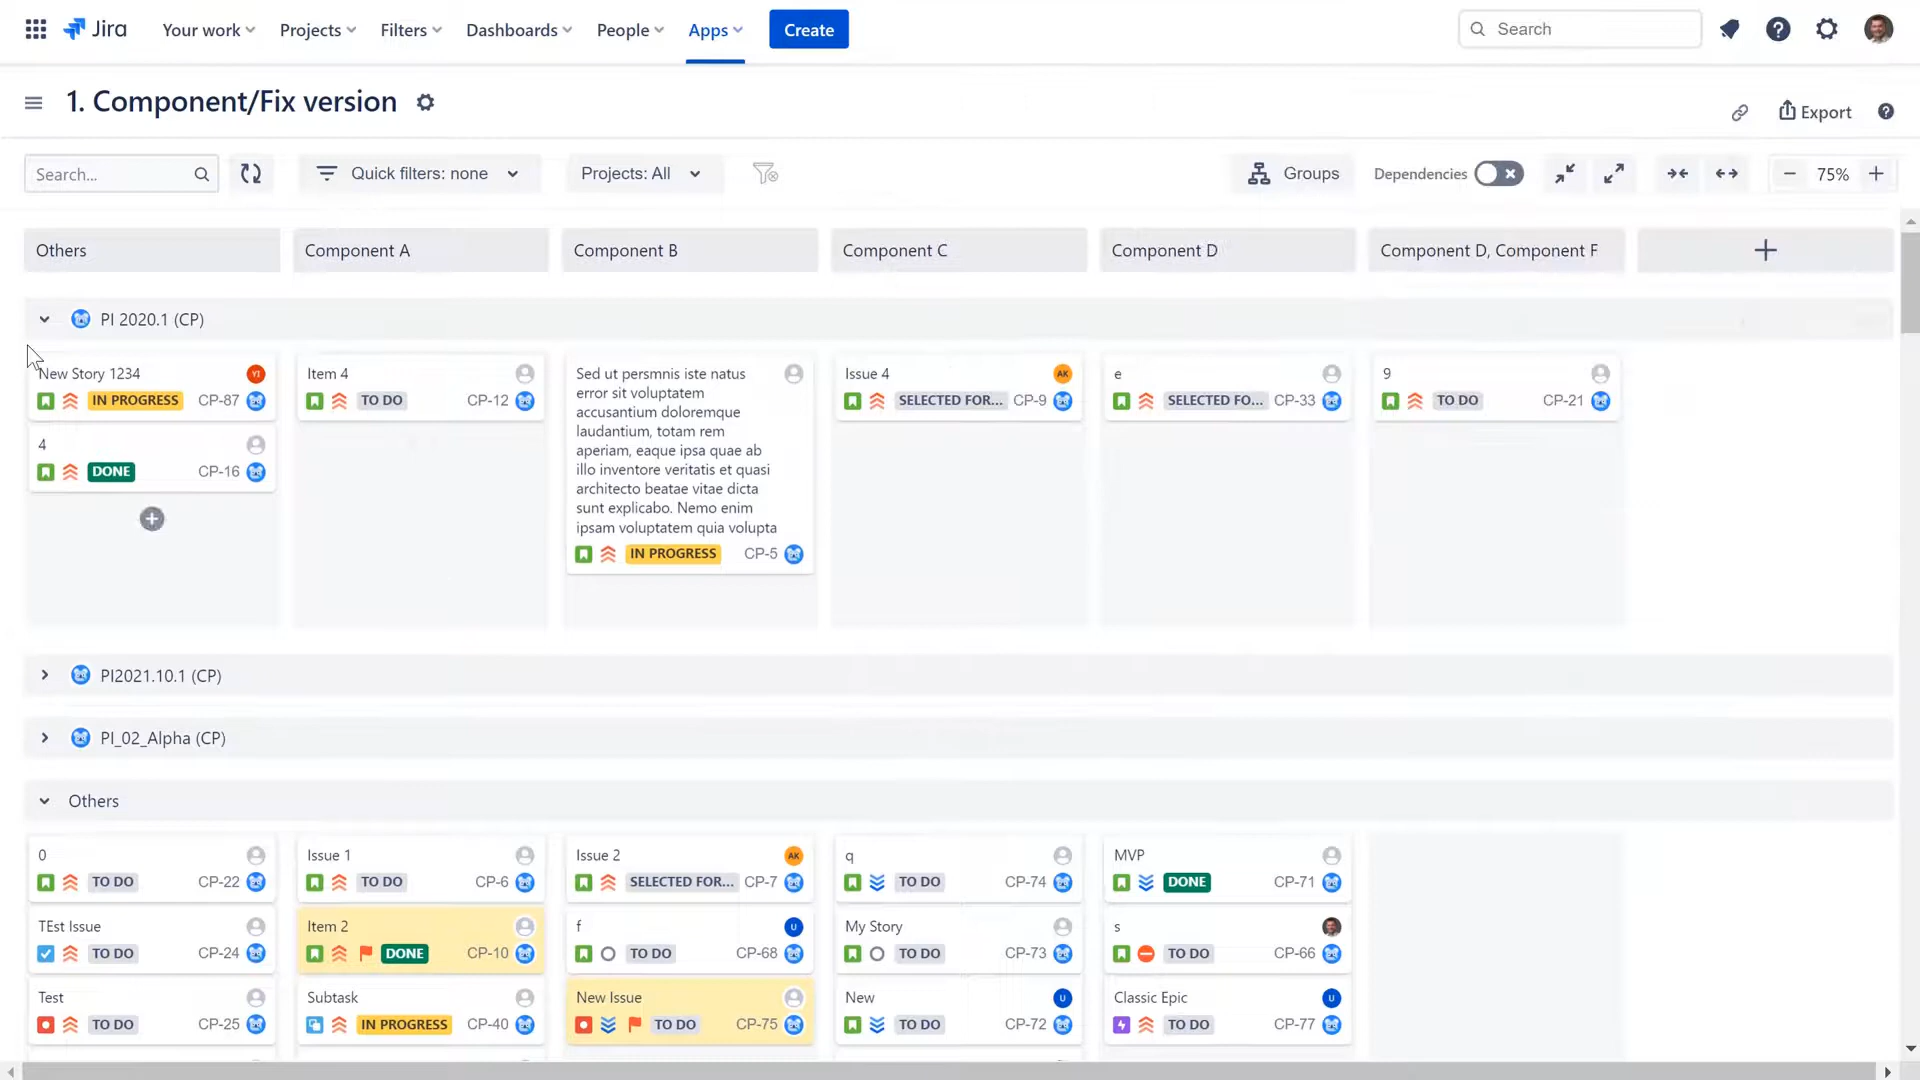 Jira
Your work
Projects
Filters
Dashboards
People
Apps
Create
Search
1. Component/Fix version
Export
Search...
Quick filters: none
Projects: All
Groups
Dependencies
75%
Others
Component A
Component B
Component C
Component D
Component D, Component F
PI 2020.1 (CP)
New Story 1234
YI
IN PROGRESS
CP-87
4
DONE
CP-16
Item 4
TO DO
CP-12
Sed ut persmnis iste natus
error sit voluptatem
accusantium doloremque
laudantium, totam rem
aperiam, eaque ipsa quae ab
illo inventore veritatis et quasi
architecto beatae vitae dicta
sunt explicabo. Nemo enim
ipsam voluptatem quia volupta
IN PROGRESS
CP-5
Issue 4
AK
SELECTED FOR...
CP-9
e
SELECTED FO...
CP-33
9
TO DO
CP-21
PI2021.10.1 (CP)
PI_02_Alpha (CP)
Others
0
TO DO
CP-22
TEst Issue
TO DO
CP-24
Test
TO DO
CP-25
Issue 1
TO DO
CP-6
Item 2
DONE
CP-10
Subtask
IN PROGRESS
CP-40
Issue 2
AK
SELECTED FOR...
CP-7
f
U
TO DO
CP-68
New Issue
TO DO
CP-75
q
TO DO
CP-74
My Story
TO DO
CP-73
New
U
TO DO
CP-72
MVP
DONE
CP-71
s
TO DO
CP-66
Classic Epic
U
TO DO
CP-77